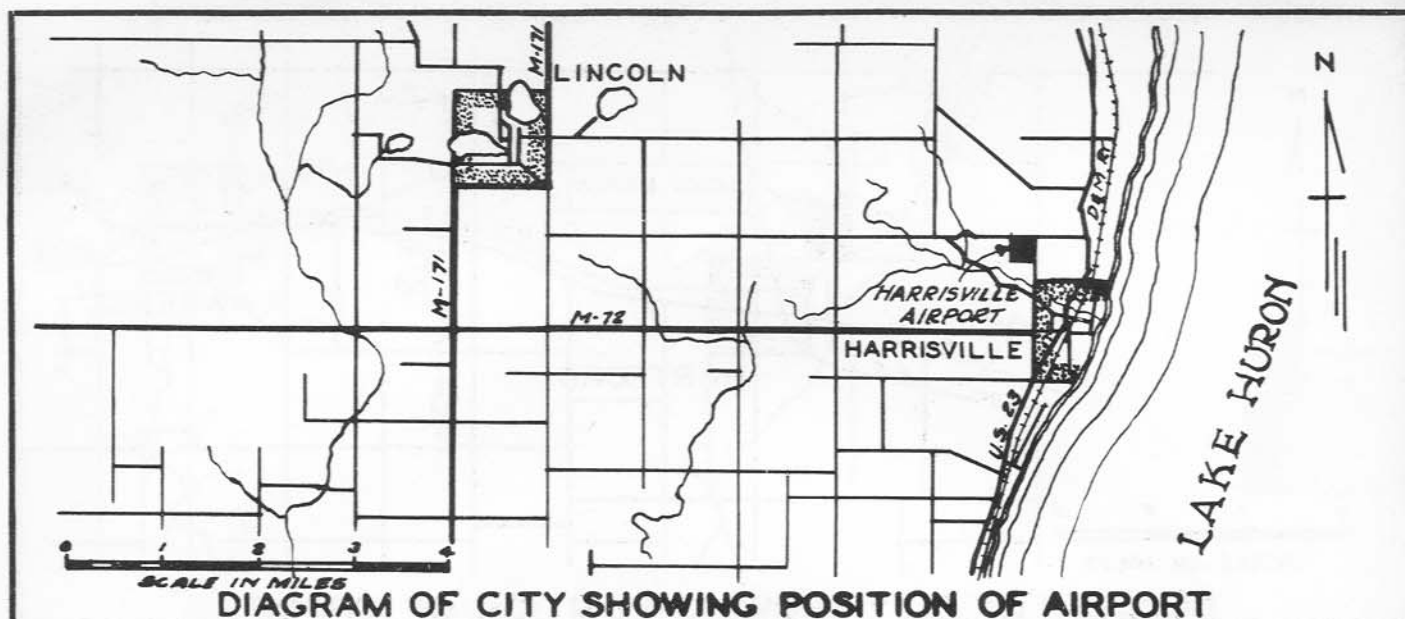 N
M-171
LINCOLN
D & M. Ry.
M-171
HARRISVILLE
AIRPORT
M-72
HARRISVILLE
U.S. 23
LAKE HURON
0 1 2 3 4
SCALE IN MILES
DIAGRAM OF CITY SHOWING POSITION OF AIRPORT